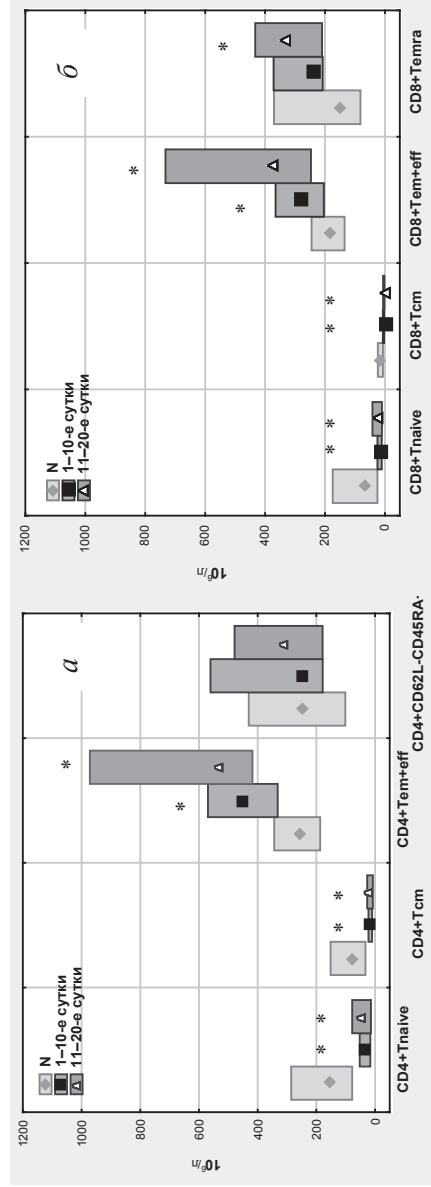 1200
1000
800
600
400
200
0
10⁶/л
а
N
1–10-е сутки
11–20-е сутки
* * * * * *
CD4+Tnaive
CD4+Tcm
CD4+Tem+eff
CD4+CD62L-CD45RA-
1200
1000
800
600
400
200
0
10⁶/л
б
N
1–10-е сутки
11–20-е сутки
* * * * * * *
CD8+Tnaive
CD8+Tcm
CD8+Tem+eff
CD8+Temra